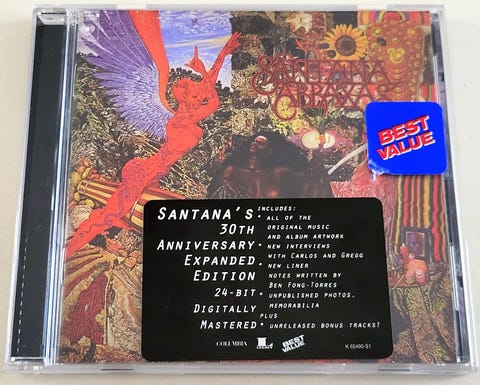 SANTANA
ABRAXAS
BEST
VALUE
SANTANA'S
30TH
ANNIVERSARY
EXPANDED
EDITION
24-BIT
DIGITALLY
MASTERED
INCLUDES:
• ALL OF THE
ORIGINAL MUSIC
AND ALBUM ARTWORK
• NEW INTERVIEWS
WITH CARLOS AND GREGG
• NEW LINER
NOTES WRITTEN BY
BEN FONG-TORRES
• UNPUBLISHED PHOTOS,
MEMORABILIA
PLUS
• UNRELEASED BONUS TRACKS!
COLUMBIA
L
LEGACY
BEST
VALUE
K 65490-S1